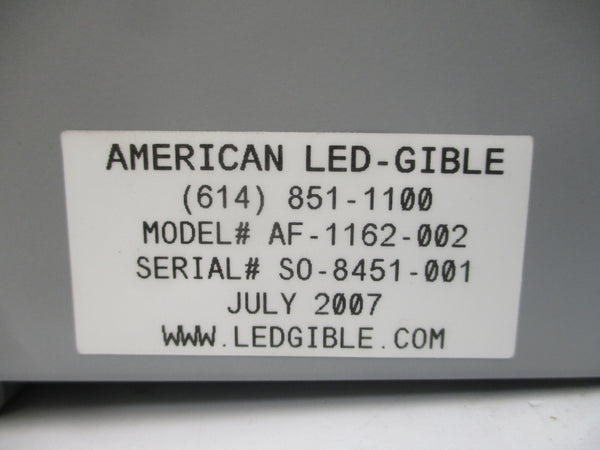 AMERICAN LED-GIBLE
(614) 851-1100
MODEL# AF-1162-002
SERIAL# SO-8451-001
JULY 2007
WWW.LEDGIBLE.COM